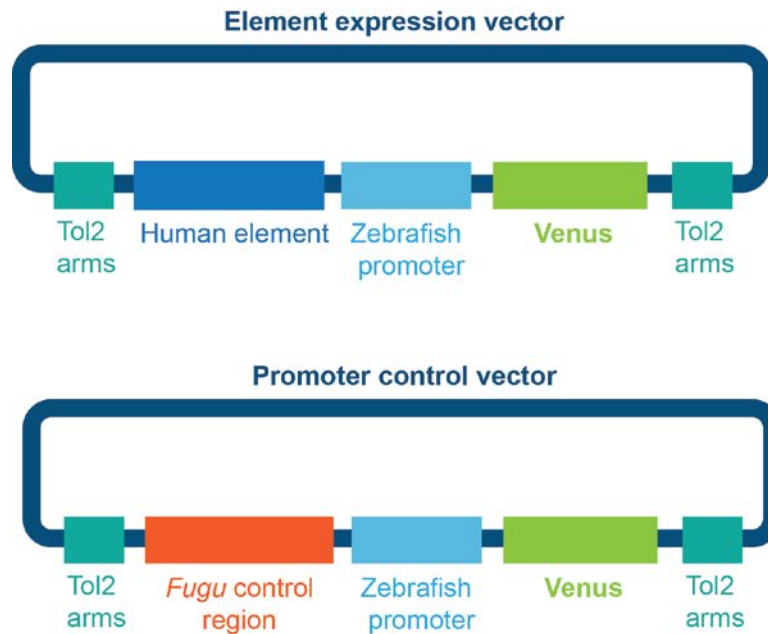 Element expression vector
Tol2 arms
Human element
Zebrafish promoter
Venus
Tol2 arms
Promoter control vector
Tol2 arms
Fugu control region
Zebrafish promoter
Venus
Tol2 arms